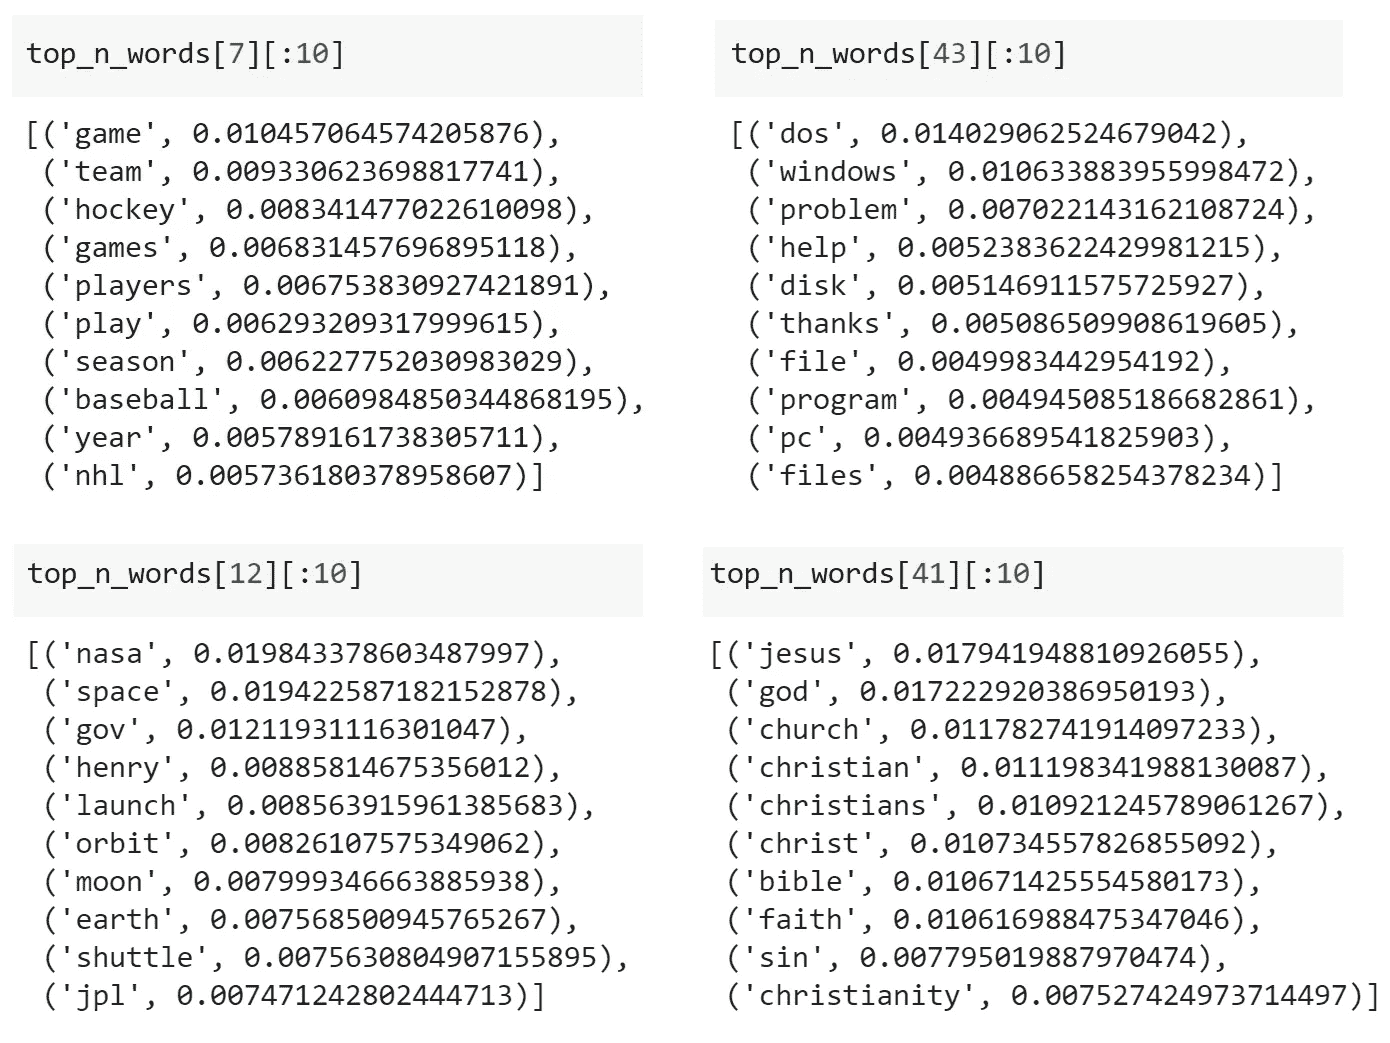 top_n_words[7][:10]
[('game', 0.010457064574205876),
('team', 0.009330623698817741),
('hockey', 0.008341477022610098),
('games', 0.006831457696895118),
('players', 0.006753830927421891),
('play', 0.006293209317999615),
('season', 0.006227752030983029),
('baseball', 0.0060984850344868195),
('year', 0.005789161738305711),
('nhl', 0.005736180378958607)]
top_n_words[43][:10]
[('dos', 0.014029062524679042),
('windows', 0.010633883955998472),
('problem', 0.007022143162108724),
('help', 0.0052383622429981215),
('disk', 0.005146911575725927),
('thanks', 0.005086509908619605),
('file', 0.0049983442954192),
('program', 0.004945085186682861),
('pc', 0.004936689541825903),
('files', 0.004886658254378234)]
top_n_words[12][:10]
[('nasa', 0.019843378603487997),
('space', 0.019422587182152878),
('gov', 0.01211931116301047),
('henry', 0.00885814675356012),
('launch', 0.008563915961385683),
('orbit', 0.00826107575349062),
('moon', 0.007999346663885938),
('earth', 0.007568500945765267),
('shuttle', 0.0075630804907155895),
('jpl', 0.007471242802444713)]
top_n_words[41][:10]
[('jesus', 0.017941948810926055),
('god', 0.017222920386950193),
('church', 0.011782741914097233),
('christian', 0.011198341988130087),
('christians', 0.010921245789061267),
('christ', 0.010734557826855092),
('bible', 0.010671425554580173),
('faith', 0.010616988475347046),
('sin', 0.007795019887970474),
('christianity', 0.007527424973714497)]